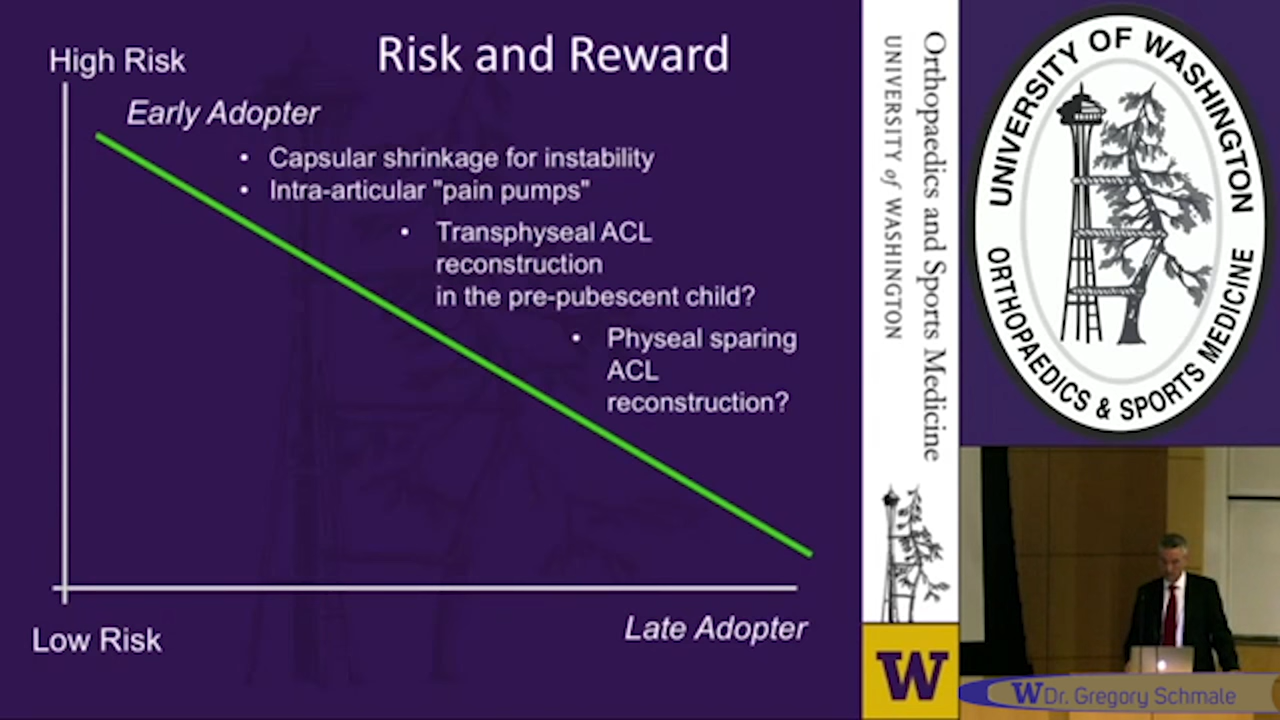 Risk and Reward
High Risk
Early Adopter
• Capsular shrinkage for instability
• Intra-articular "pain pumps"
• Transphyseal ACL
reconstruction
in the pre-pubescent child?
• Physeal sparing
ACL
reconstruction?
Low Risk
Late Adopter
Orthopaedics and Sports Medicine
UNIVERSITY of WASHINGTON
W
UNIVERSITY OF WASHINGTON
ORTHOPAEDICS & SPORTS MEDICINE
W Dr. Gregory Schmale